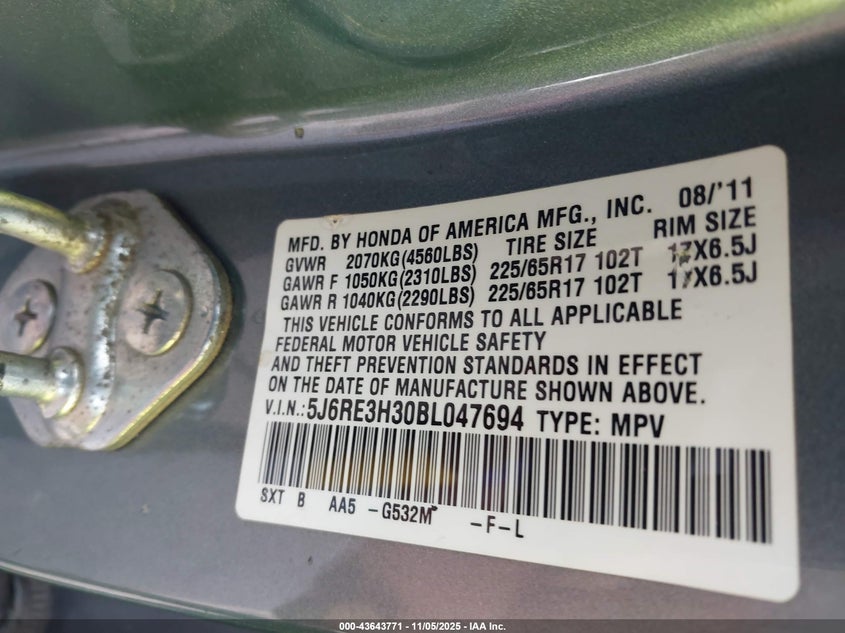 MFD. BY HONDA OF AMERICA MFG., INC. 08/'11
GVWR 2070KG(4560LBS) TIRE SIZE RIM SIZE
GAWR F 1050KG(2310LBS) 225/65R17 102T 17X6.5J
GAWR R 1040KG(2290LBS) 225/65R17 102T 17X6.5J
THIS VEHICLE CONFORMS TO ALL APPLICABLE
FEDERAL MOTOR VEHICLE SAFETY
AND THEFT PREVENTION STANDARDS IN EFFECT
ON THE DATE OF MANUFACTURE SHOWN ABOVE.
V.I.N.:5J6RE3H30BL047694 TYPE: MPV
SXT B AA5 -G532M -F-L
000-43643771 - 11/05/2025 - IAA Inc.